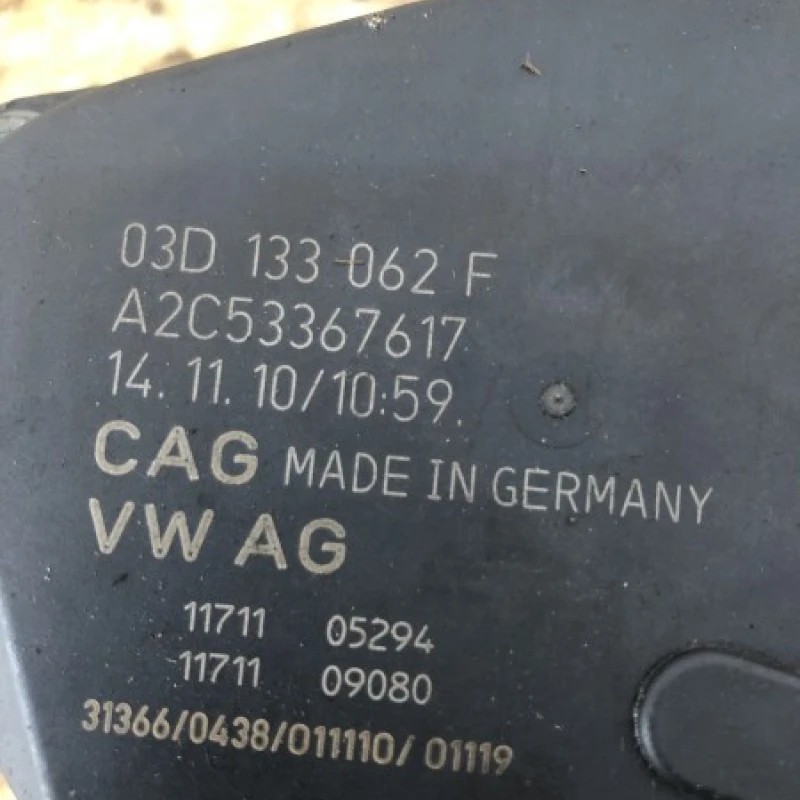 03D 133 062 F
A2C53367617
14.11.10/10:59.
CAG MADE IN GERMANY
VW AG
11711 05294
11711 09080
31366/0438/011110/ 01119